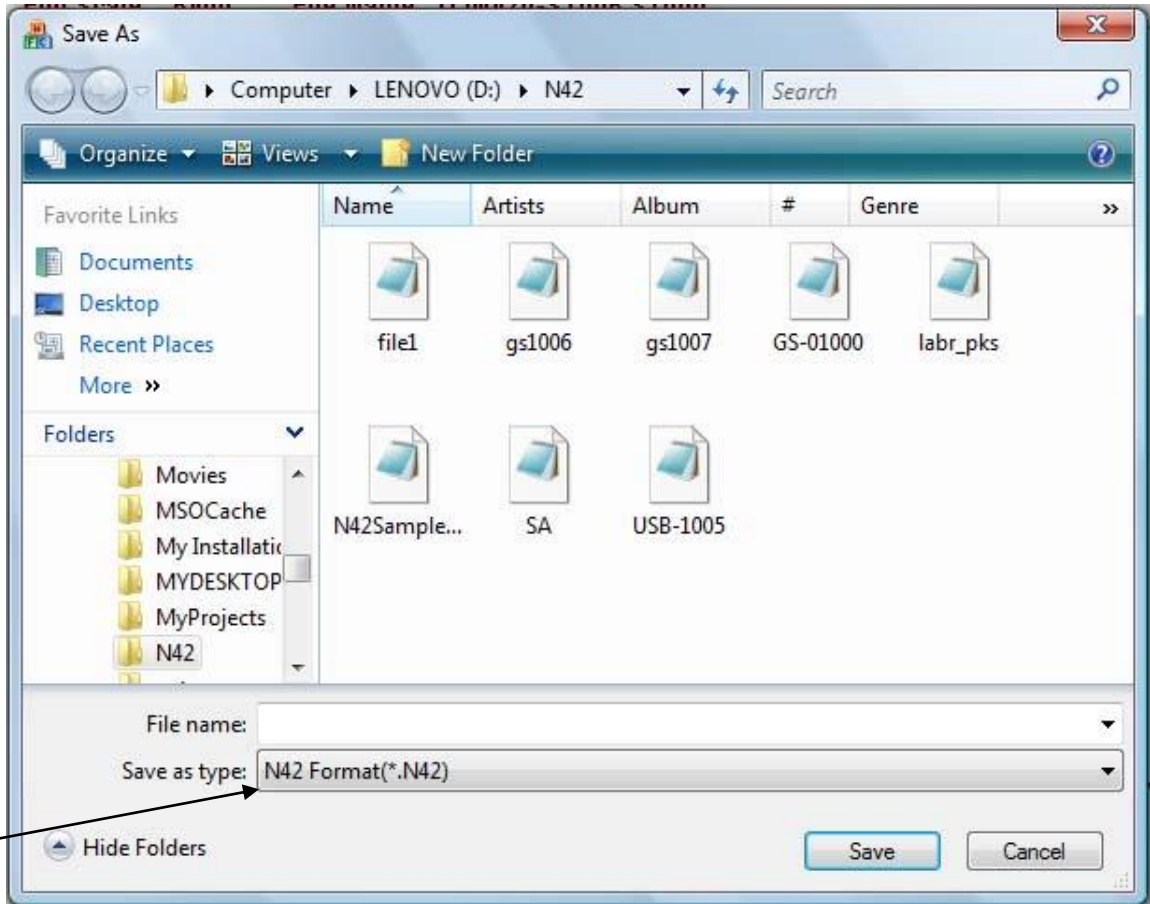 Save As
Computer LENOVO (D:) N42 Search
Organize Views New Folder
Favorite Links
Documents
Desktop
Recent Places
More »
Folders
Movies
MSOCache
My Installatic
MYDESKTOP
MyProjects
N42
Name Artists Album # Genre »
file1 gs1006 gs1007 GS-01000 labr_pks
N42Sample... SA USB-1005
File name:
Save as type: N42 Format(*.N42)
Hide Folders Save Cancel